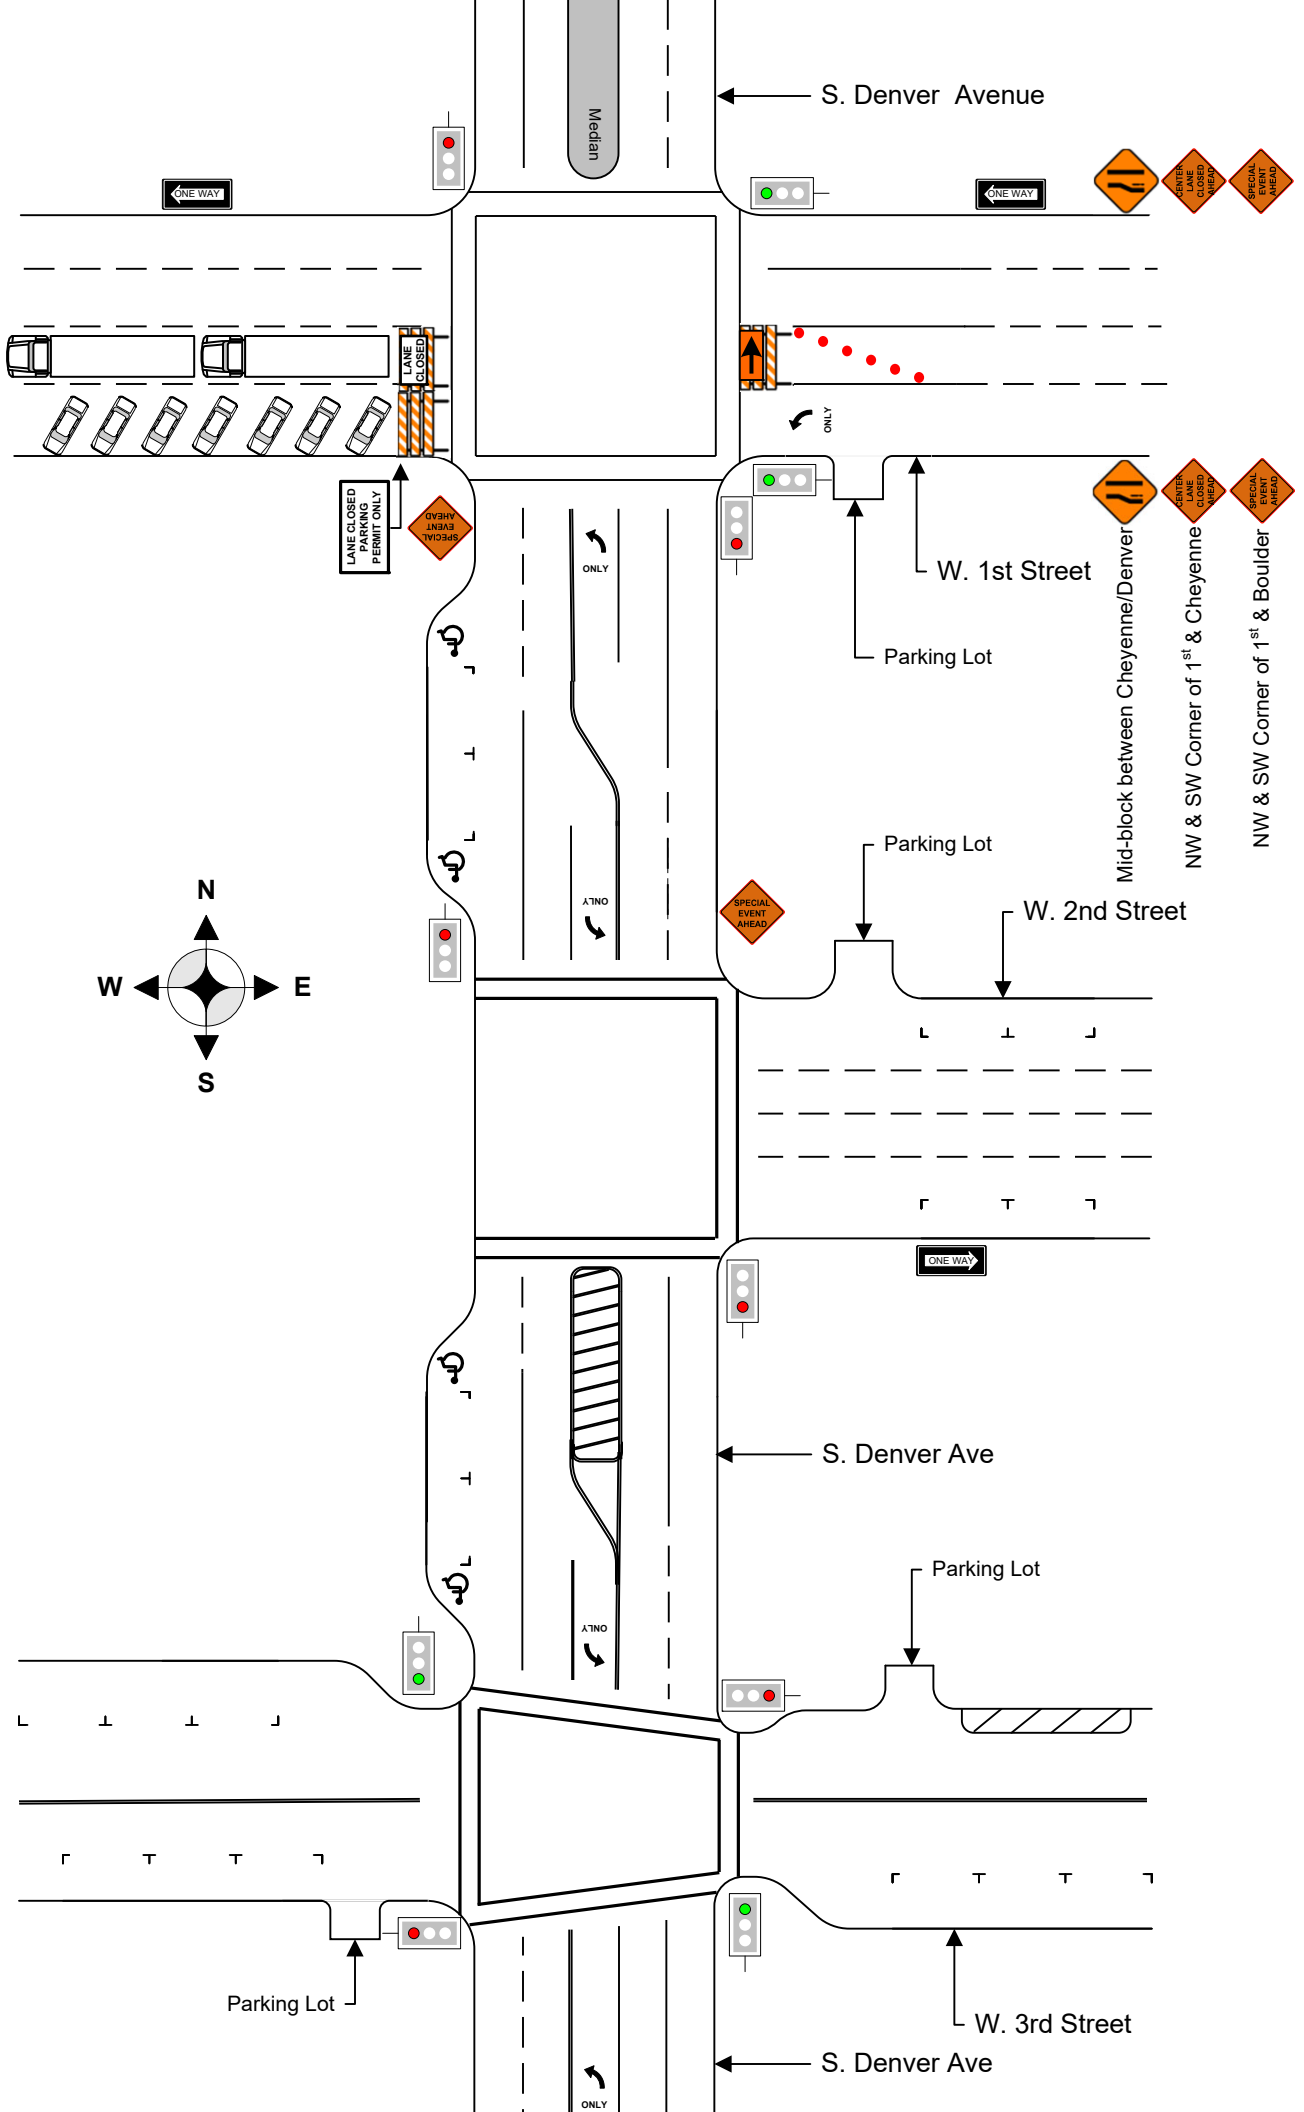 S. Denver Avenue
Median
ONE WAY
ONE WAY
CENTER
LANE
CLOSED
AHEAD
SPECIAL
EVENT
AHEAD
LANE
CLOSED
ONLY
LANE CLOSED
PARKING
PERMIT ONLY
SPECIAL
EVENT
AHEAD
ONLY
CENTER
LANE
CLOSED
AHEAD
SPECIAL
EVENT
AHEAD
W. 1st Street
Parking Lot
Mid-block between Cheyenne/Denver
NW & SW Corner of 1st & Cheyenne
NW & SW Corner of 1st & Boulder
Parking Lot
N
W
E
S
ONLY
SPECIAL
EVENT
AHEAD
W. 2nd Street
ONE WAY
S. Denver Ave
Parking Lot
ONLY
Parking Lot
W. 3rd Street
S. Denver Ave
ONLY